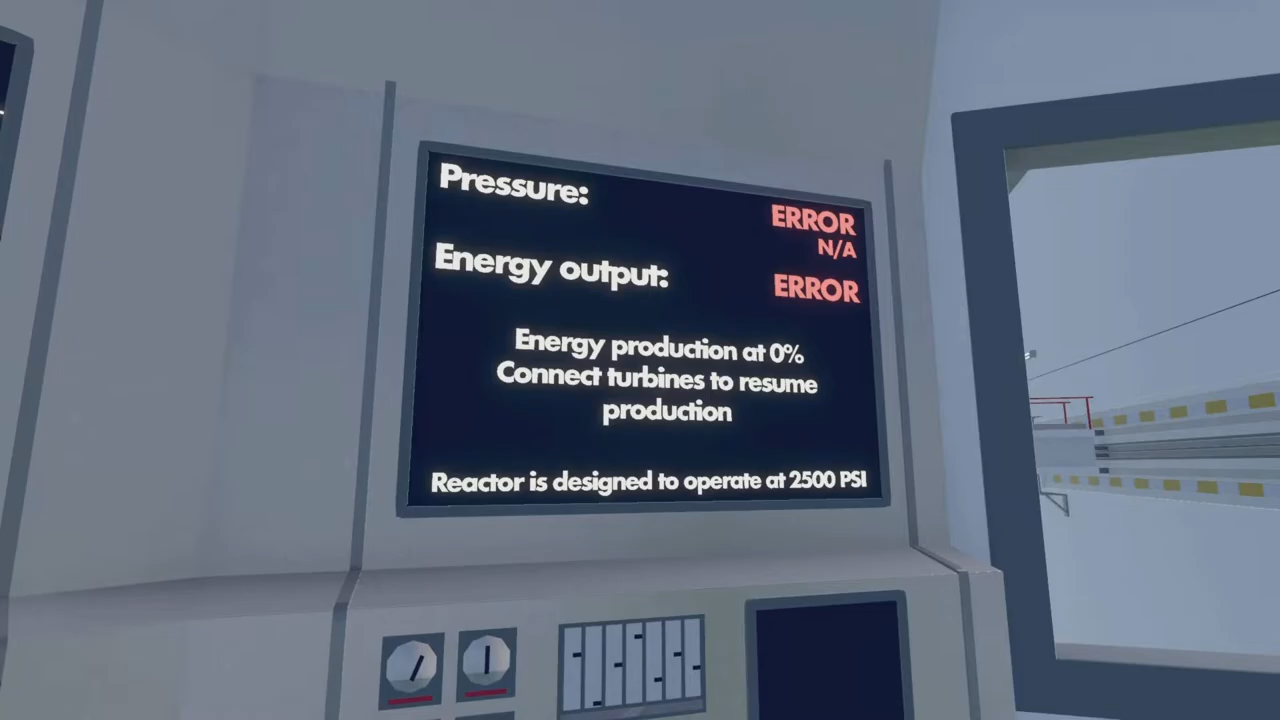 Pressure:
ERROR
N/A
Energy output:
ERROR
Energy production at 0%
Connect turbines to resume
production
Reactor is designed to operate at 2500 PSI